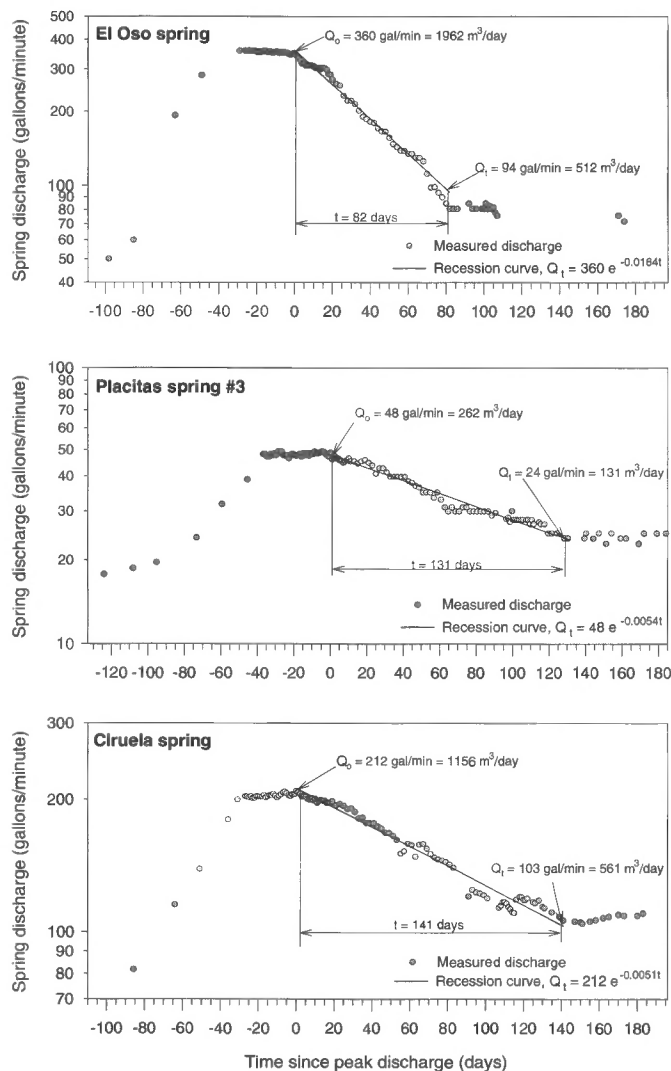 El Oso spring
Qo = 360 gal/min = 1962 m³/day
Qt = 94 gal/min = 512 m³/day
t = 82 days
Measured discharge
Recession curve, Qt = 360 e^-0.0164t
Spring discharge (gallons/minute)
500
300
200
100
80
60
50
40
-100 -80 -60 -40 -20 0 20 40 60 80 100 120 140 160 180
Placitas spring #3
Qo = 48 gal/min = 262 m³/day
Qt = 24 gal/min = 131 m³/day
t = 131 days
Measured discharge
Recession curve, Qt = 48 e^-0.0054t
Spring discharge (gallons/minute)
100
90
80
70
60
50
40
30
20
10
-120 -100 -80 -60 -40 -20 0 20 40 60 80 100 120 140 160 180
Ciruela spring
Qo = 212 gal/min = 1156 m³/day
Qt = 103 gal/min = 561 m³/day
t = 141 days
Measured discharge
Recession curve, Qt = 212 e^-0.0051t
Spring discharge (gallons/minute)
300
200
100
90
80
70
-100 -80 -60 -40 -20 0 20 40 60 80 100 120 140 160 180
Time since peak discharge (days)